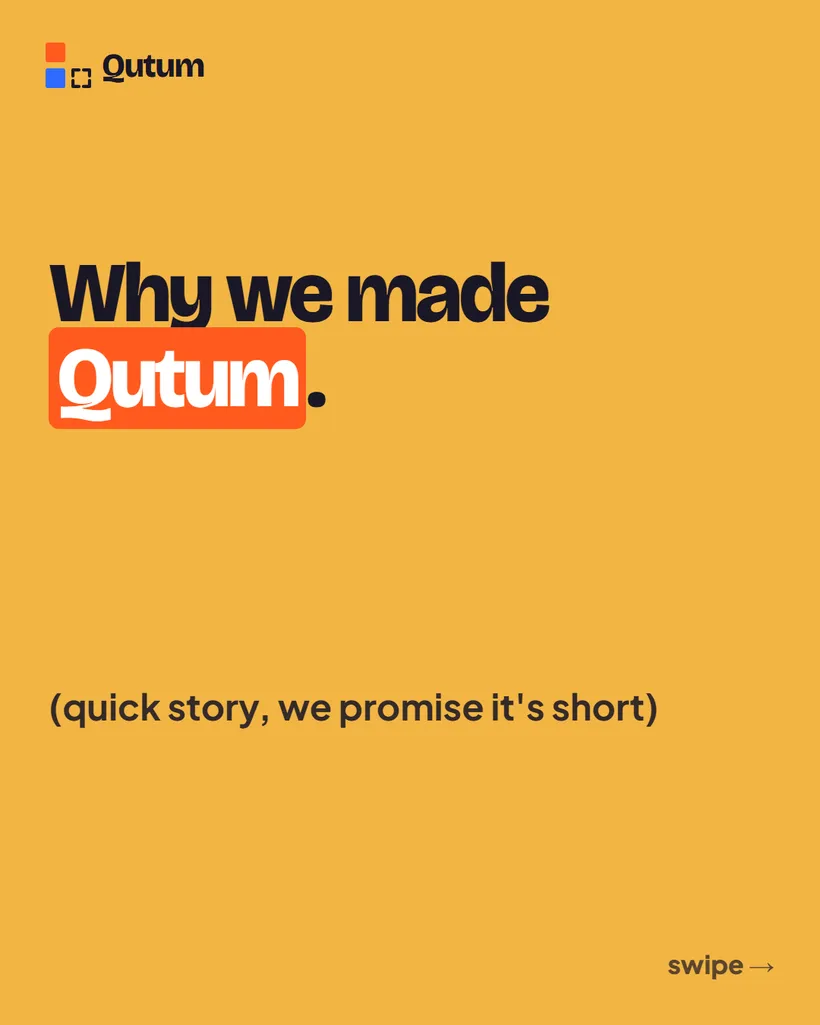 Qutum
Why we made
Qutum.
(quick story, we promise it's short)
swipe →